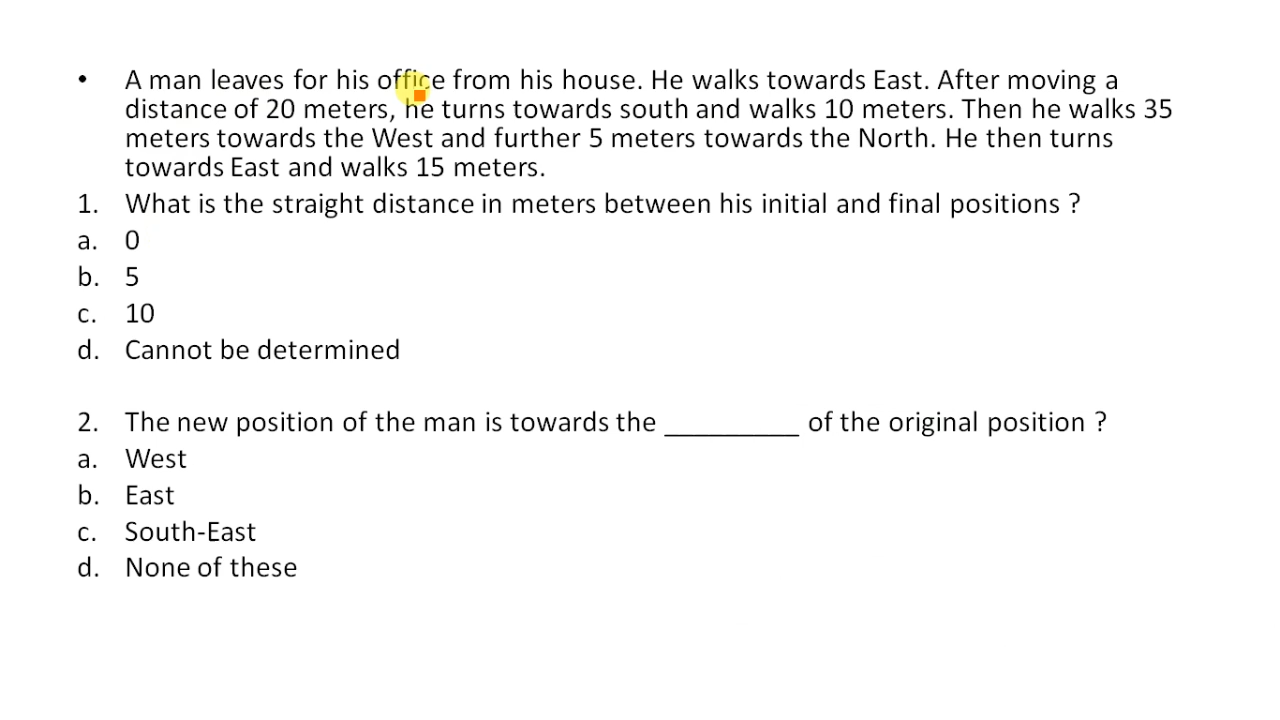 • A man leaves for his office from his house. He walks towards East. After moving a
distance of 20 meters, he turns towards south and walks 10 meters. Then he walks 35
meters towards the West and further 5 meters towards the North. He then turns
towards East and walks 15 meters.
1. What is the straight distance in meters between his initial and final positions ?
a. 0
b. 5
c. 10
d. Cannot be determined
2. The new position of the man is towards the _________ of the original position ?
a. West
b. East
c. South-East
d. None of these